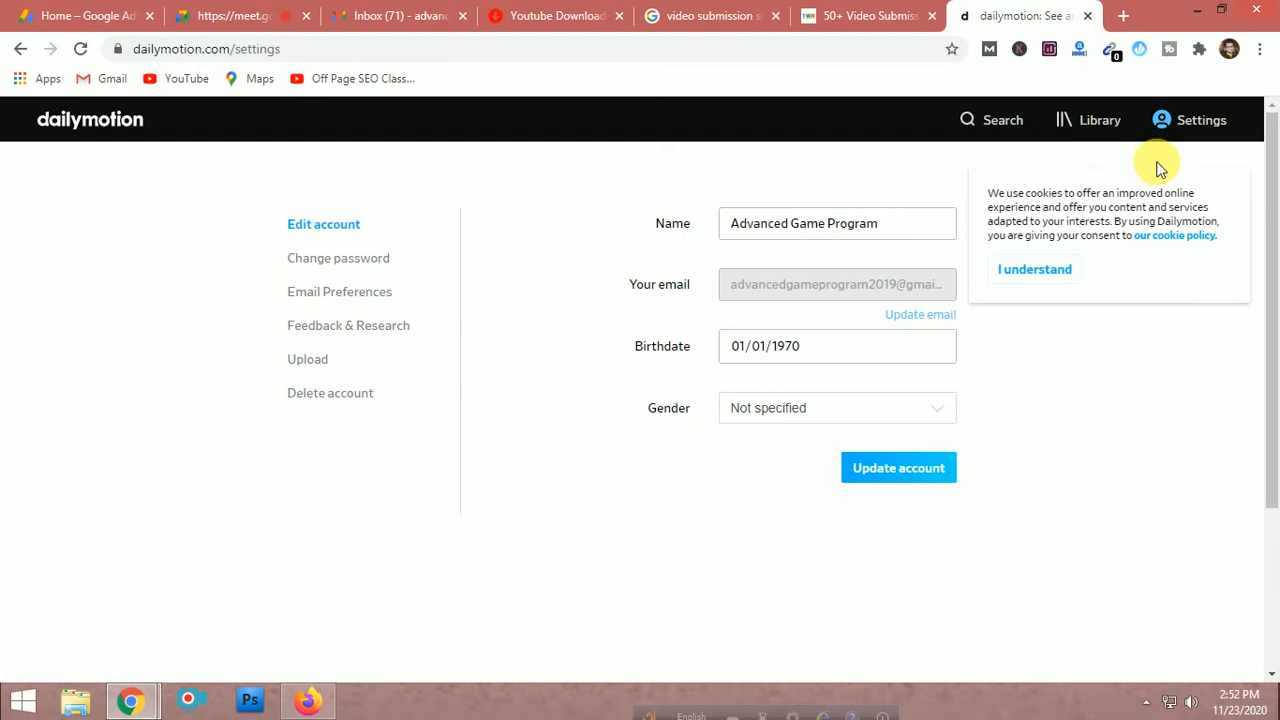 Home – Google Ad
https://meet.go
Inbox (71) - advanc
Youtube Download
video submission s
50+ Video Submiss
dailymotion: See a
dailymotion.com/settings
0
Apps
Gmail
YouTube
Maps
Off Page SEO Class...
dailymotion
Search
Library
Settings
We use cookies to offer an improved online
experience and offer you content and services
adapted to your interests. By using Dailymotion,
you are giving your consent to our cookie policy.
I understand
Edit account
Change password
Email Preferences
Feedback & Research
Upload
Delete account
Name
Advanced Game Program
Your email
advancedgameprogram2019@gmai...
Update email
Birthdate
01/01/1970
Gender
Not specified
Update account
Ps
English
2:52 PM
11/23/2020